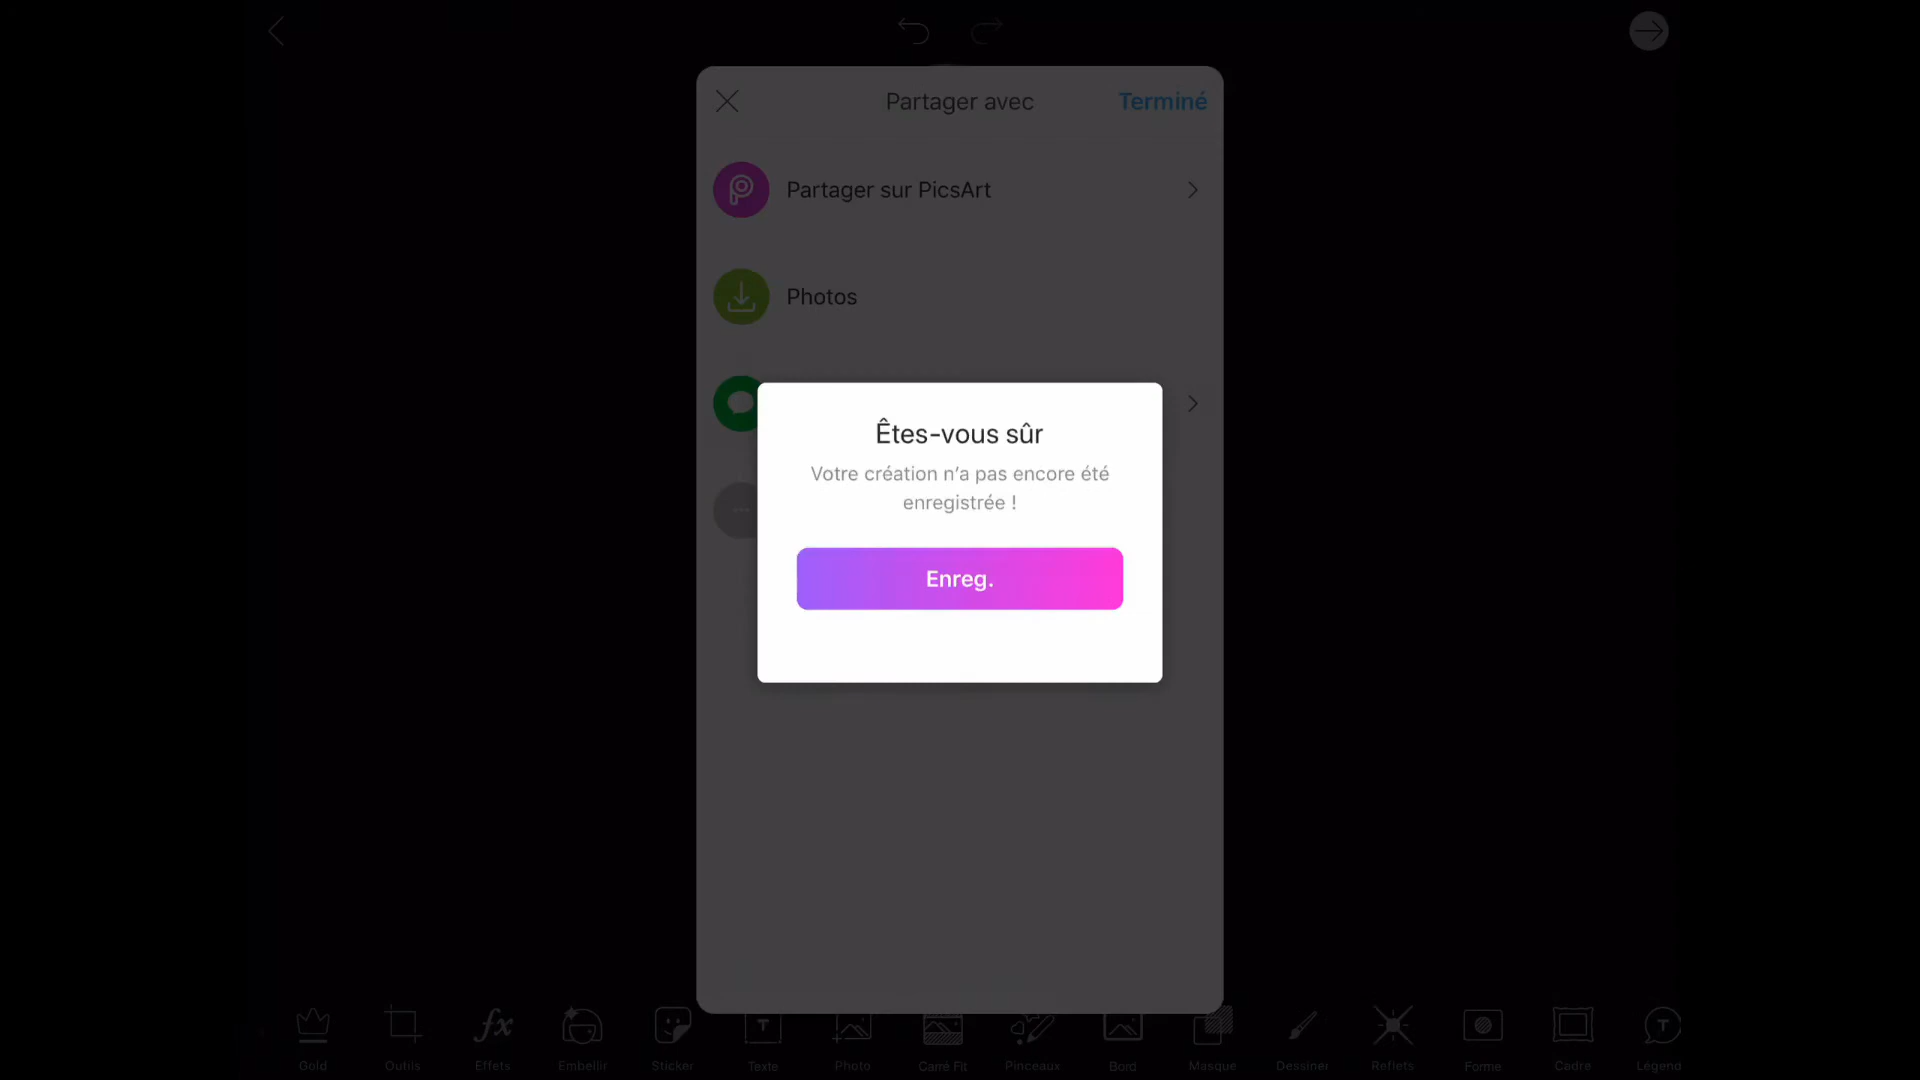 Partager avec
Terminé
Partager sur PicsArt
Photos
Êtes-vous sûr
Votre création n’a pas encore été
enregistrée !
Enreg.
Gold
Outils
Effets
Embellir
Sticker
Texte
Photo
Carré Fit
Pinceaux
Bord
Masque
Dessiner
Reflets
Forme
Cadre
Légend